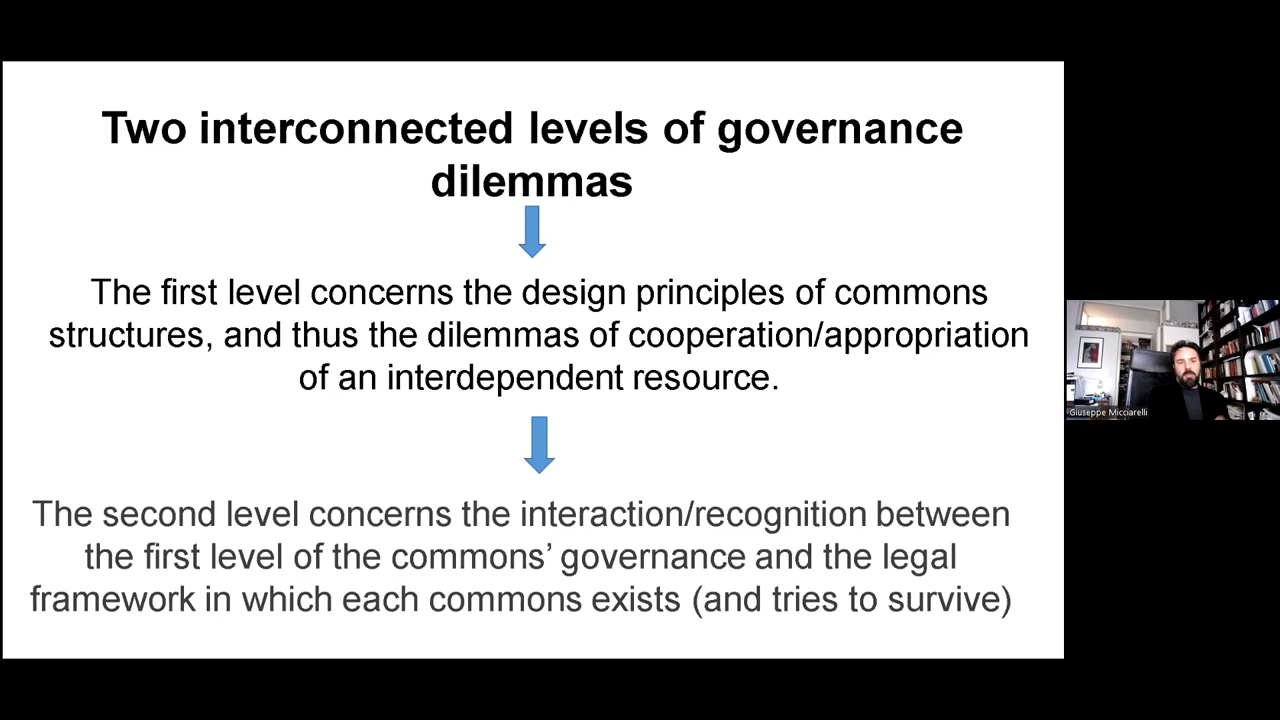 Two interconnected levels of governance
dilemmas
The first level concerns the design principles of commons
structures, and thus the dilemmas of cooperation/appropriation
of an interdependent resource.
The second level concerns the interaction/recognition between
the first level of the commons’ governance and the legal
framework in which each commons exists (and tries to survive)
Giuseppe Micciarelli